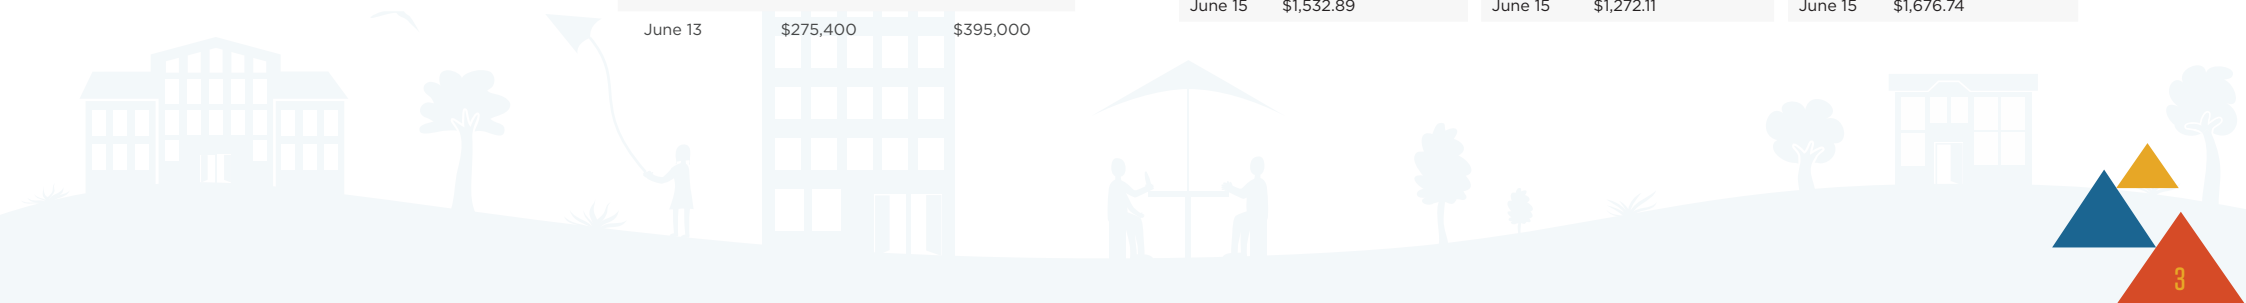 June 13 $275,400 $395,000
June 15 $1,532.89
June 15 $1,272.11
June 15 $1,676.74
3